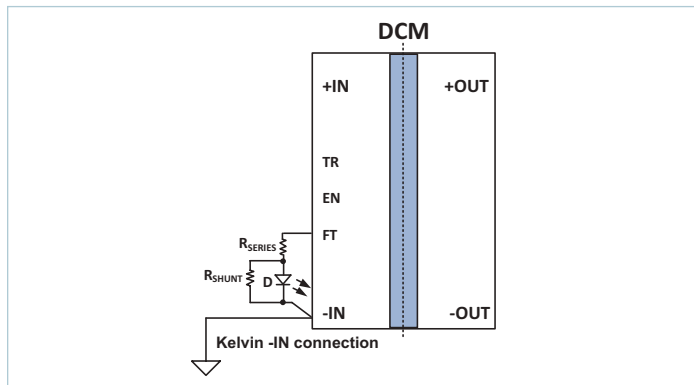 DCM
+IN
+OUT
TR
EN
FT
RSERIES
RSHUNT
D
-IN
-OUT
Kelvin -IN connection